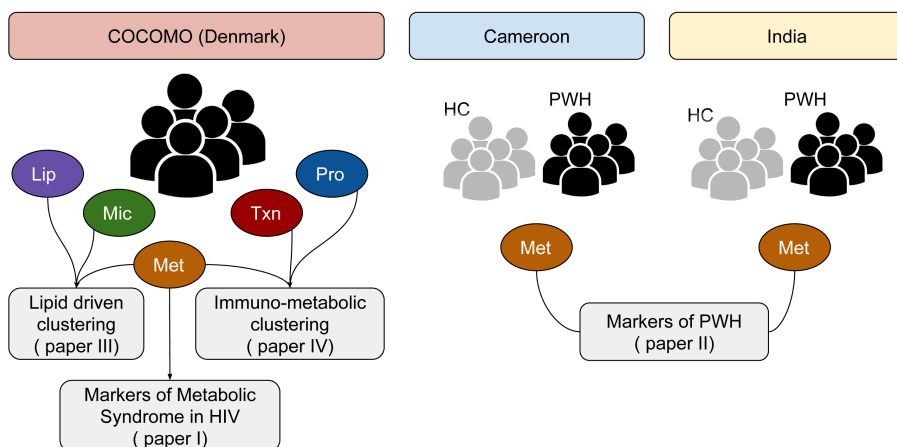 COCOMO (Denmark)
Cameroon
India
HC
PWH
HC
PWH
Lip
Pro
Mic
Txn
Met
Met
Met
Lipid driven
clustering
( paper III)
Immuno-metabolic
clustering
( paper IV)
Markers of PWH
( paper II)
Markers of Metabolic
Syndrome in HIV
( paper I)